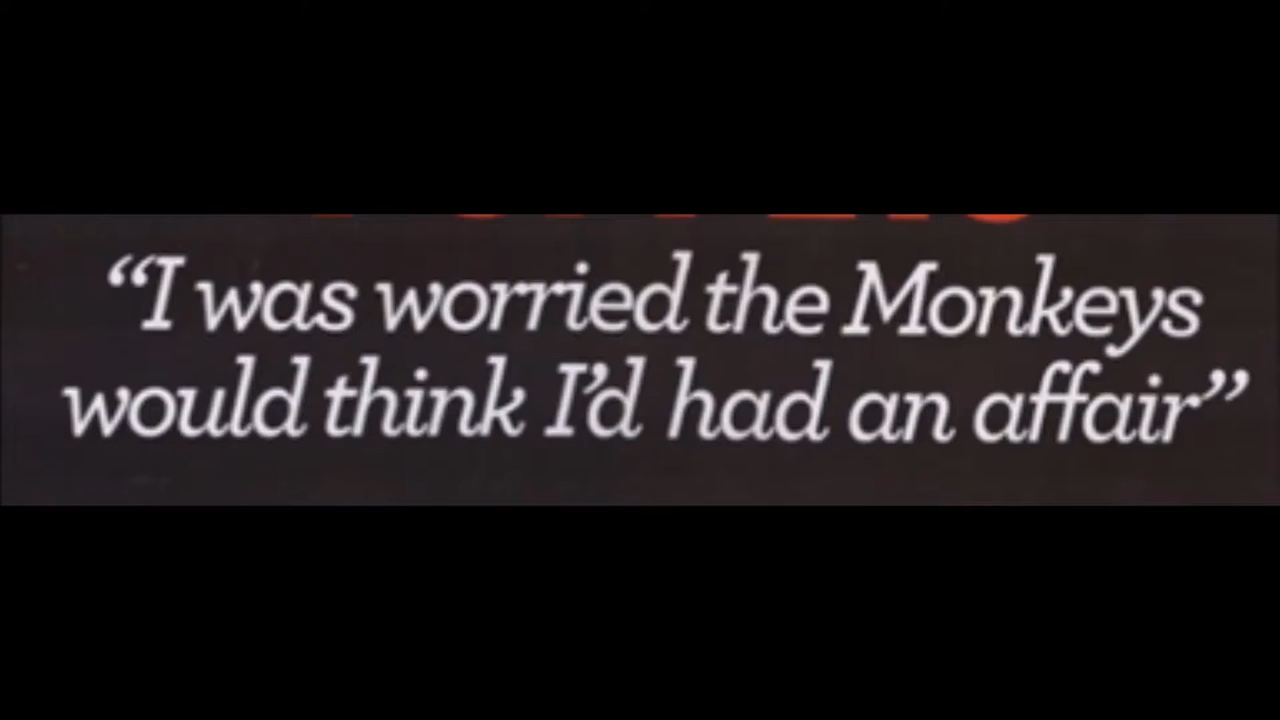 “I was worried the Monkeys
would think I’d had an affair”